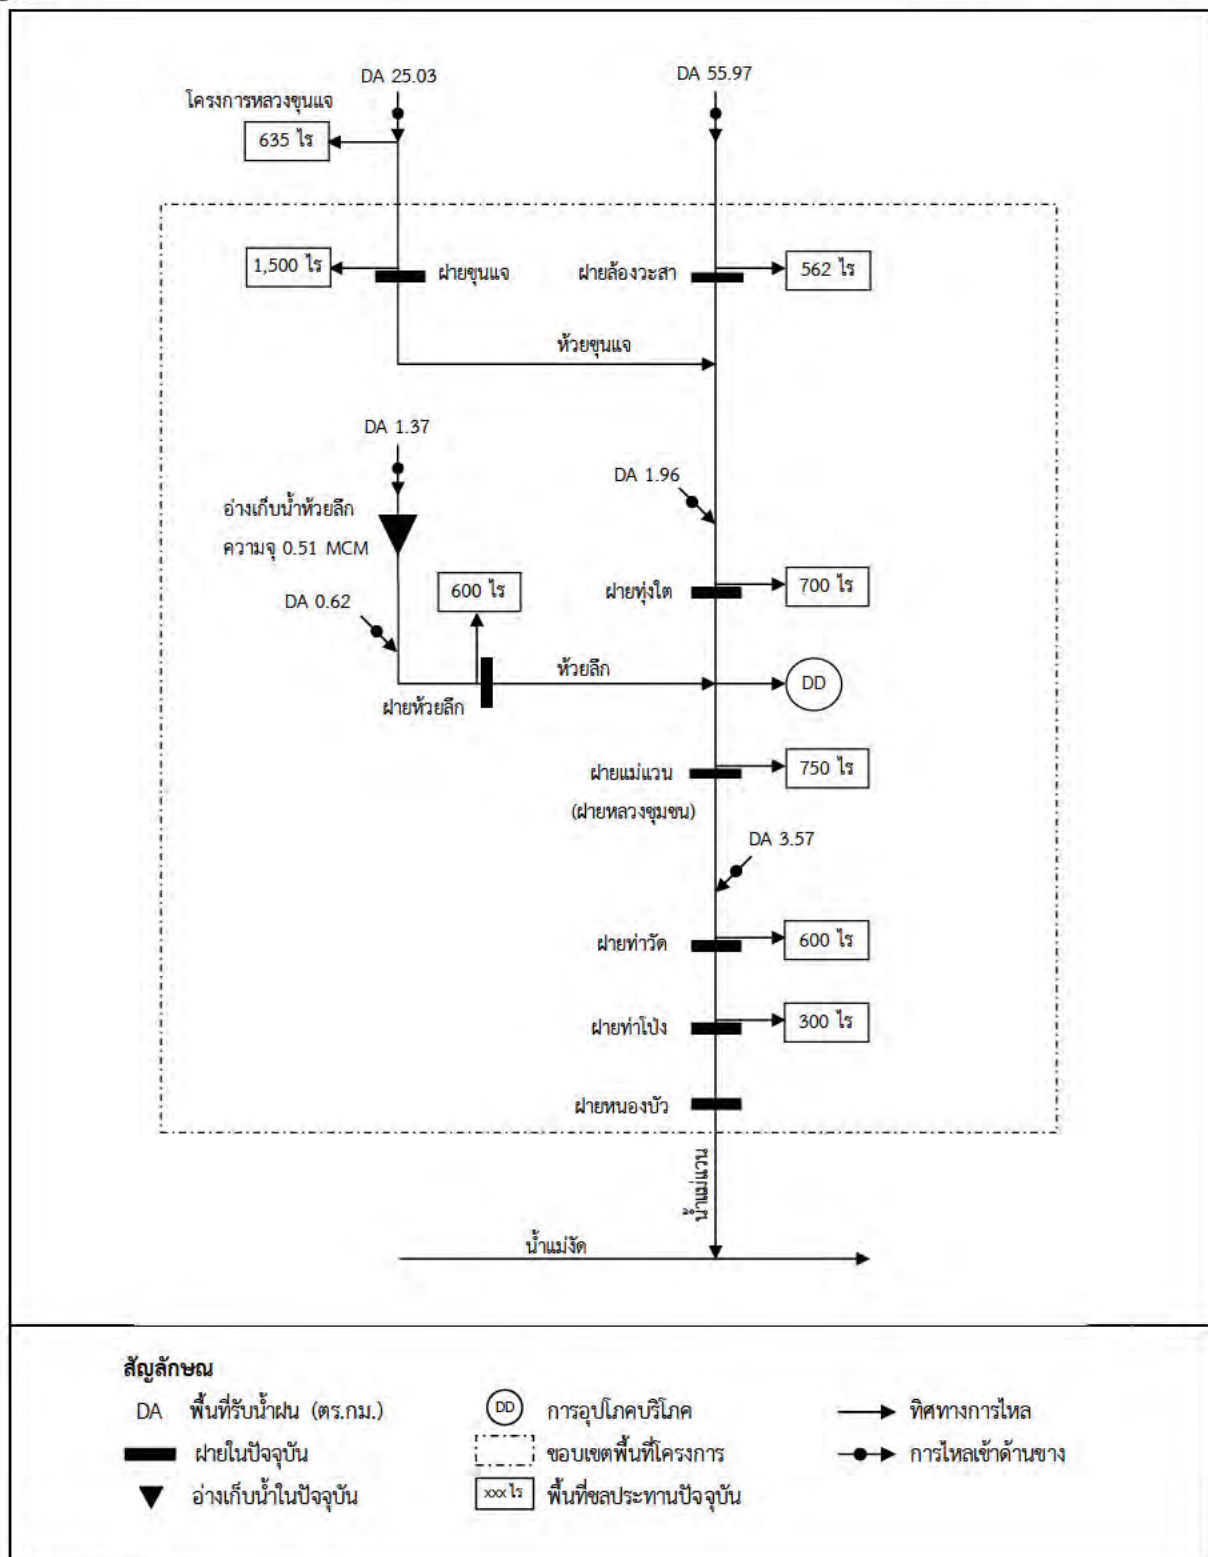 DA 25.03
DA 55.97
โครงการหลวงขุนแจ
635 ไร่
1,500 ไร่
ฝายขุนแจ
ฝายล้องวะสา
562 ไร่
ห้วยขุนแจ
DA 1.37
DA 1.96
อ่างเก็บน้ำห้วยลึก
ความจุ 0.51 MCM
DA 0.62
600 ไร่
ฝายทุ่งใต
700 ไร่
ห้วยลึก
DD
ฝายห้วยลึก
ฝายแม่แวน
(ฝายหลวงชุมชน)
750 ไร่
DA 3.57
ฝายท่าวัด
600 ไร่
ฝายท่าโป่ง
300 ไร่
ฝายหนองบัว
น้ำแม่แวน
น้ำแม่งัด
สัญลักษณ
DA พื้นที่รับน้ำฝน (ตร.กม.)
DD การอุปโภคบริโภค
ทิศทางการไหล
ฝายในปัจจุบัน
ขอบเขตพื้นที่โครงการ
การไหลเข้าด้านขาง
อ่างเก็บน้ำในปัจจุบัน
xxx ไร่ พื้นที่ชลประทานปัจจุบัน